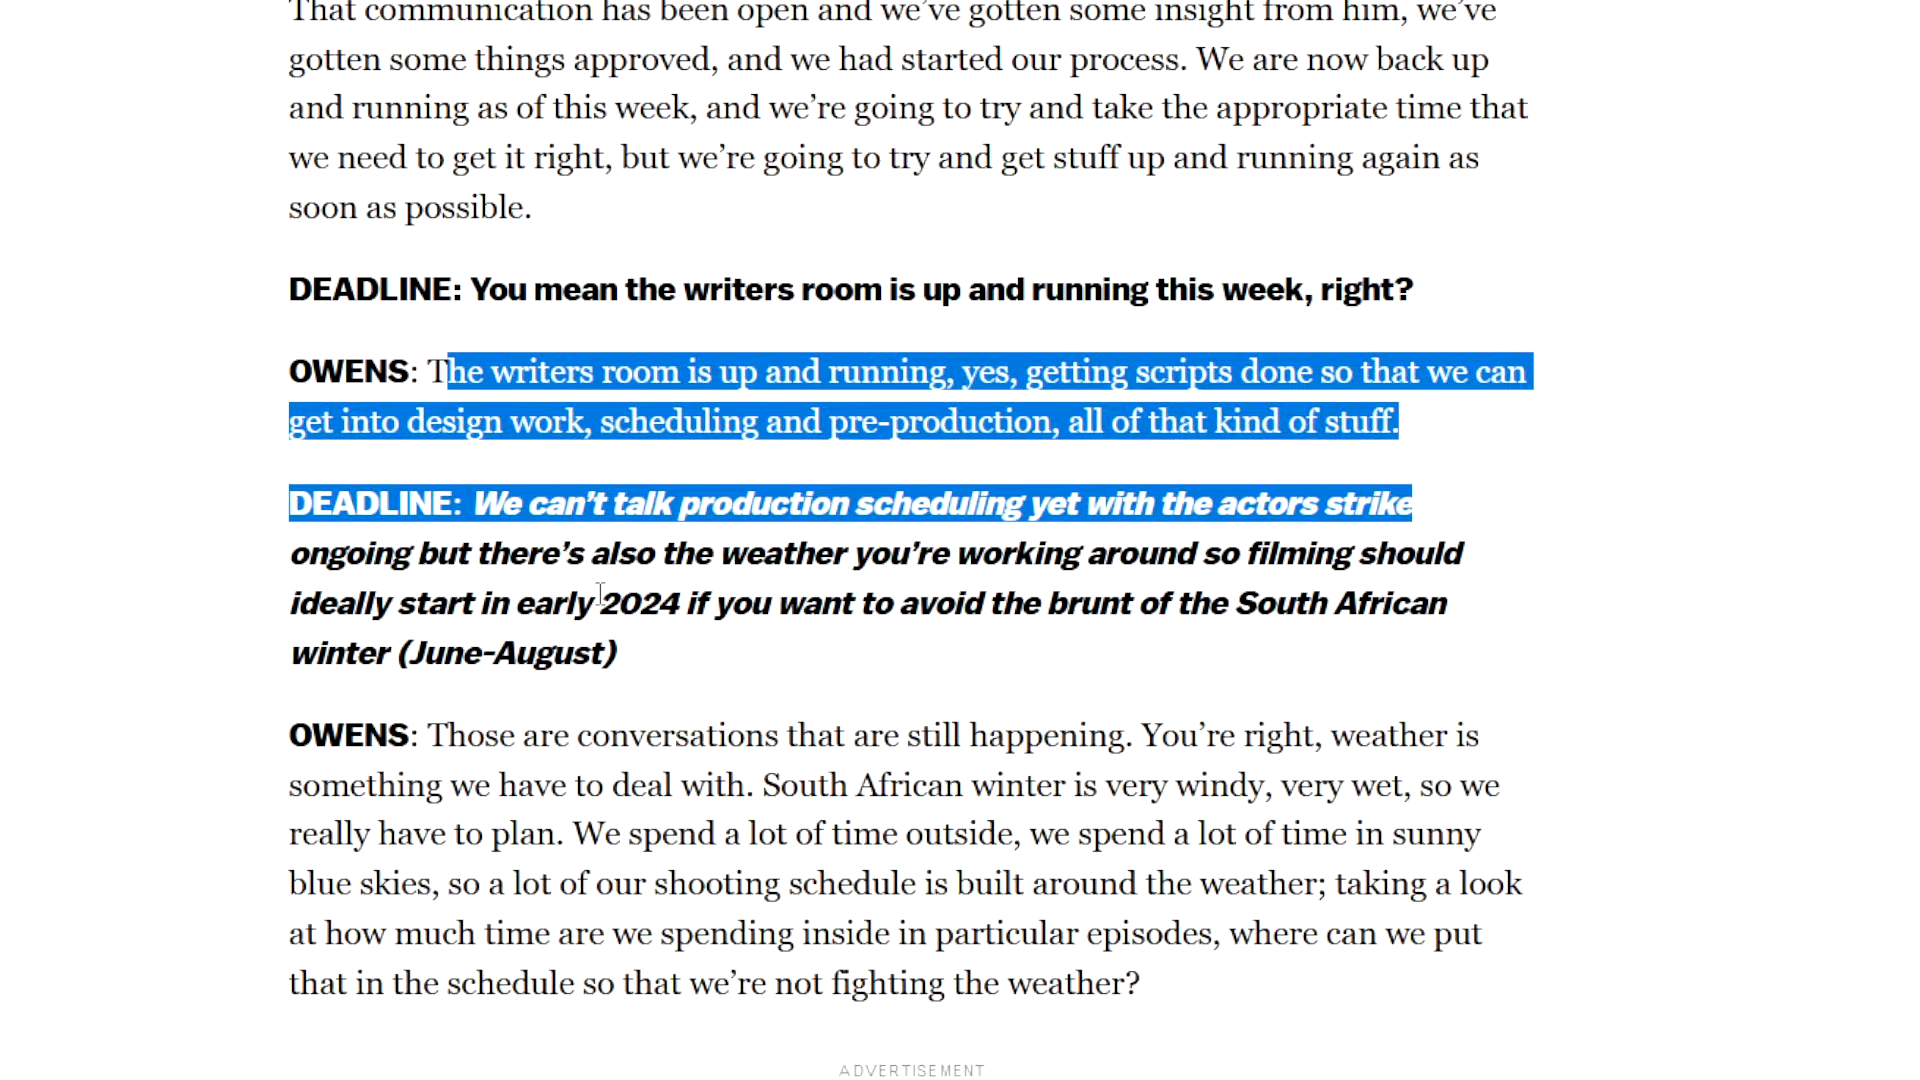 That communication has been open and we’ve gotten some insight from him, we’ve
gotten some things approved, and we had started our process. We are now back up
and running as of this week, and we’re going to try and take the appropriate time that
we need to get it right, but we’re going to try and get stuff up and running again as
soon as possible.
DEADLINE: You mean the writers room is up and running this week, right?
OWENS: The writers room is up and running, yes, getting scripts done so that we can
get into design work, scheduling and pre-production, all of that kind of stuff.
DEADLINE: We can’t talk production scheduling yet with the actors strike
ongoing but there’s also the weather you’re working around so filming should
ideally start in early 2024 if you want to avoid the brunt of the South African
winter (June-August)
OWENS: Those are conversations that are still happening. You’re right, weather is
something we have to deal with. South African winter is very windy, very wet, so we
really have to plan. We spend a lot of time outside, we spend a lot of time in sunny
blue skies, so a lot of our shooting schedule is built around the weather; taking a look
at how much time are we spending inside in particular episodes, where can we put
that in the schedule so that we’re not fighting the weather?
ADVERTISEMENT